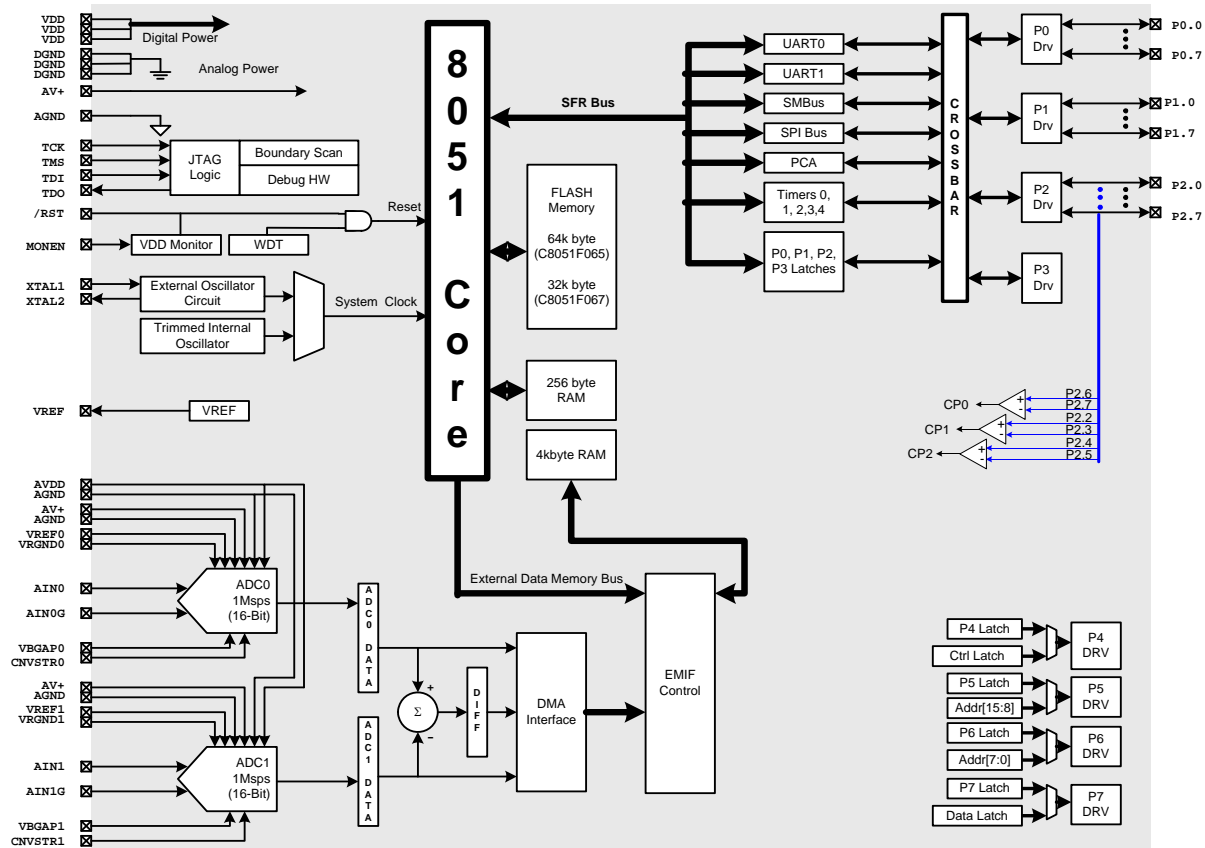 VDD
VDD
VDD
Digital Power
DGND
DGND
DGND
Analog Power
AV+
AGND
TCK
TMS
TDI
TDO
JTAG
Logic
Boundary Scan
Debug HW
/RST
Reset
MONEN
VDD Monitor
WDT
XTAL1
XTAL2
External Oscillator
Circuit
System Clock
Trimmed Internal
Oscillator
VREF
VREF
8051 Core
SFR Bus
FLASH
Memory
64k byte
(C8051F065)
32k byte
(C8051F067)
256 byte
RAM
4kbyte RAM
UART0
UART1
SMBus
SPI Bus
PCA
Timers 0,
1, 2,3,4
P0, P1, P2,
P3 Latches
CROSSBAR
P0
Drv
P1
Drv
P2
Drv
P3
Drv
P0.0
P0.7
P1.0
P1.7
P2.0
P2.7
CP0
+
-
P2.6
P2.7
CP1
+
-
P2.2
P2.3
CP2
+
-
P2.4
P2.5
AVDD
AGND
AV+
AGND
VREF0
VRGND0
AIN0
AIN0G
VBGAP0
CNVSTR0
ADC0
1Msps
(16-Bit)
AV+
AGND
VREF1
VRGND1
AIN1
AIN1G
VBGAP1
CNVSTR1
ADC1
1Msps
(16-Bit)
ADC0 DATA
ADC1 DATA
+
Σ
−
DIFF
DMA
Interface
External Data Memory Bus
EMIF
Control
P4 Latch
Ctrl Latch
P4
DRV
P5 Latch
Addr[15:8]
P5
DRV
P6 Latch
Addr[7:0]
P6
DRV
P7 Latch
Data Latch
P7
DRV